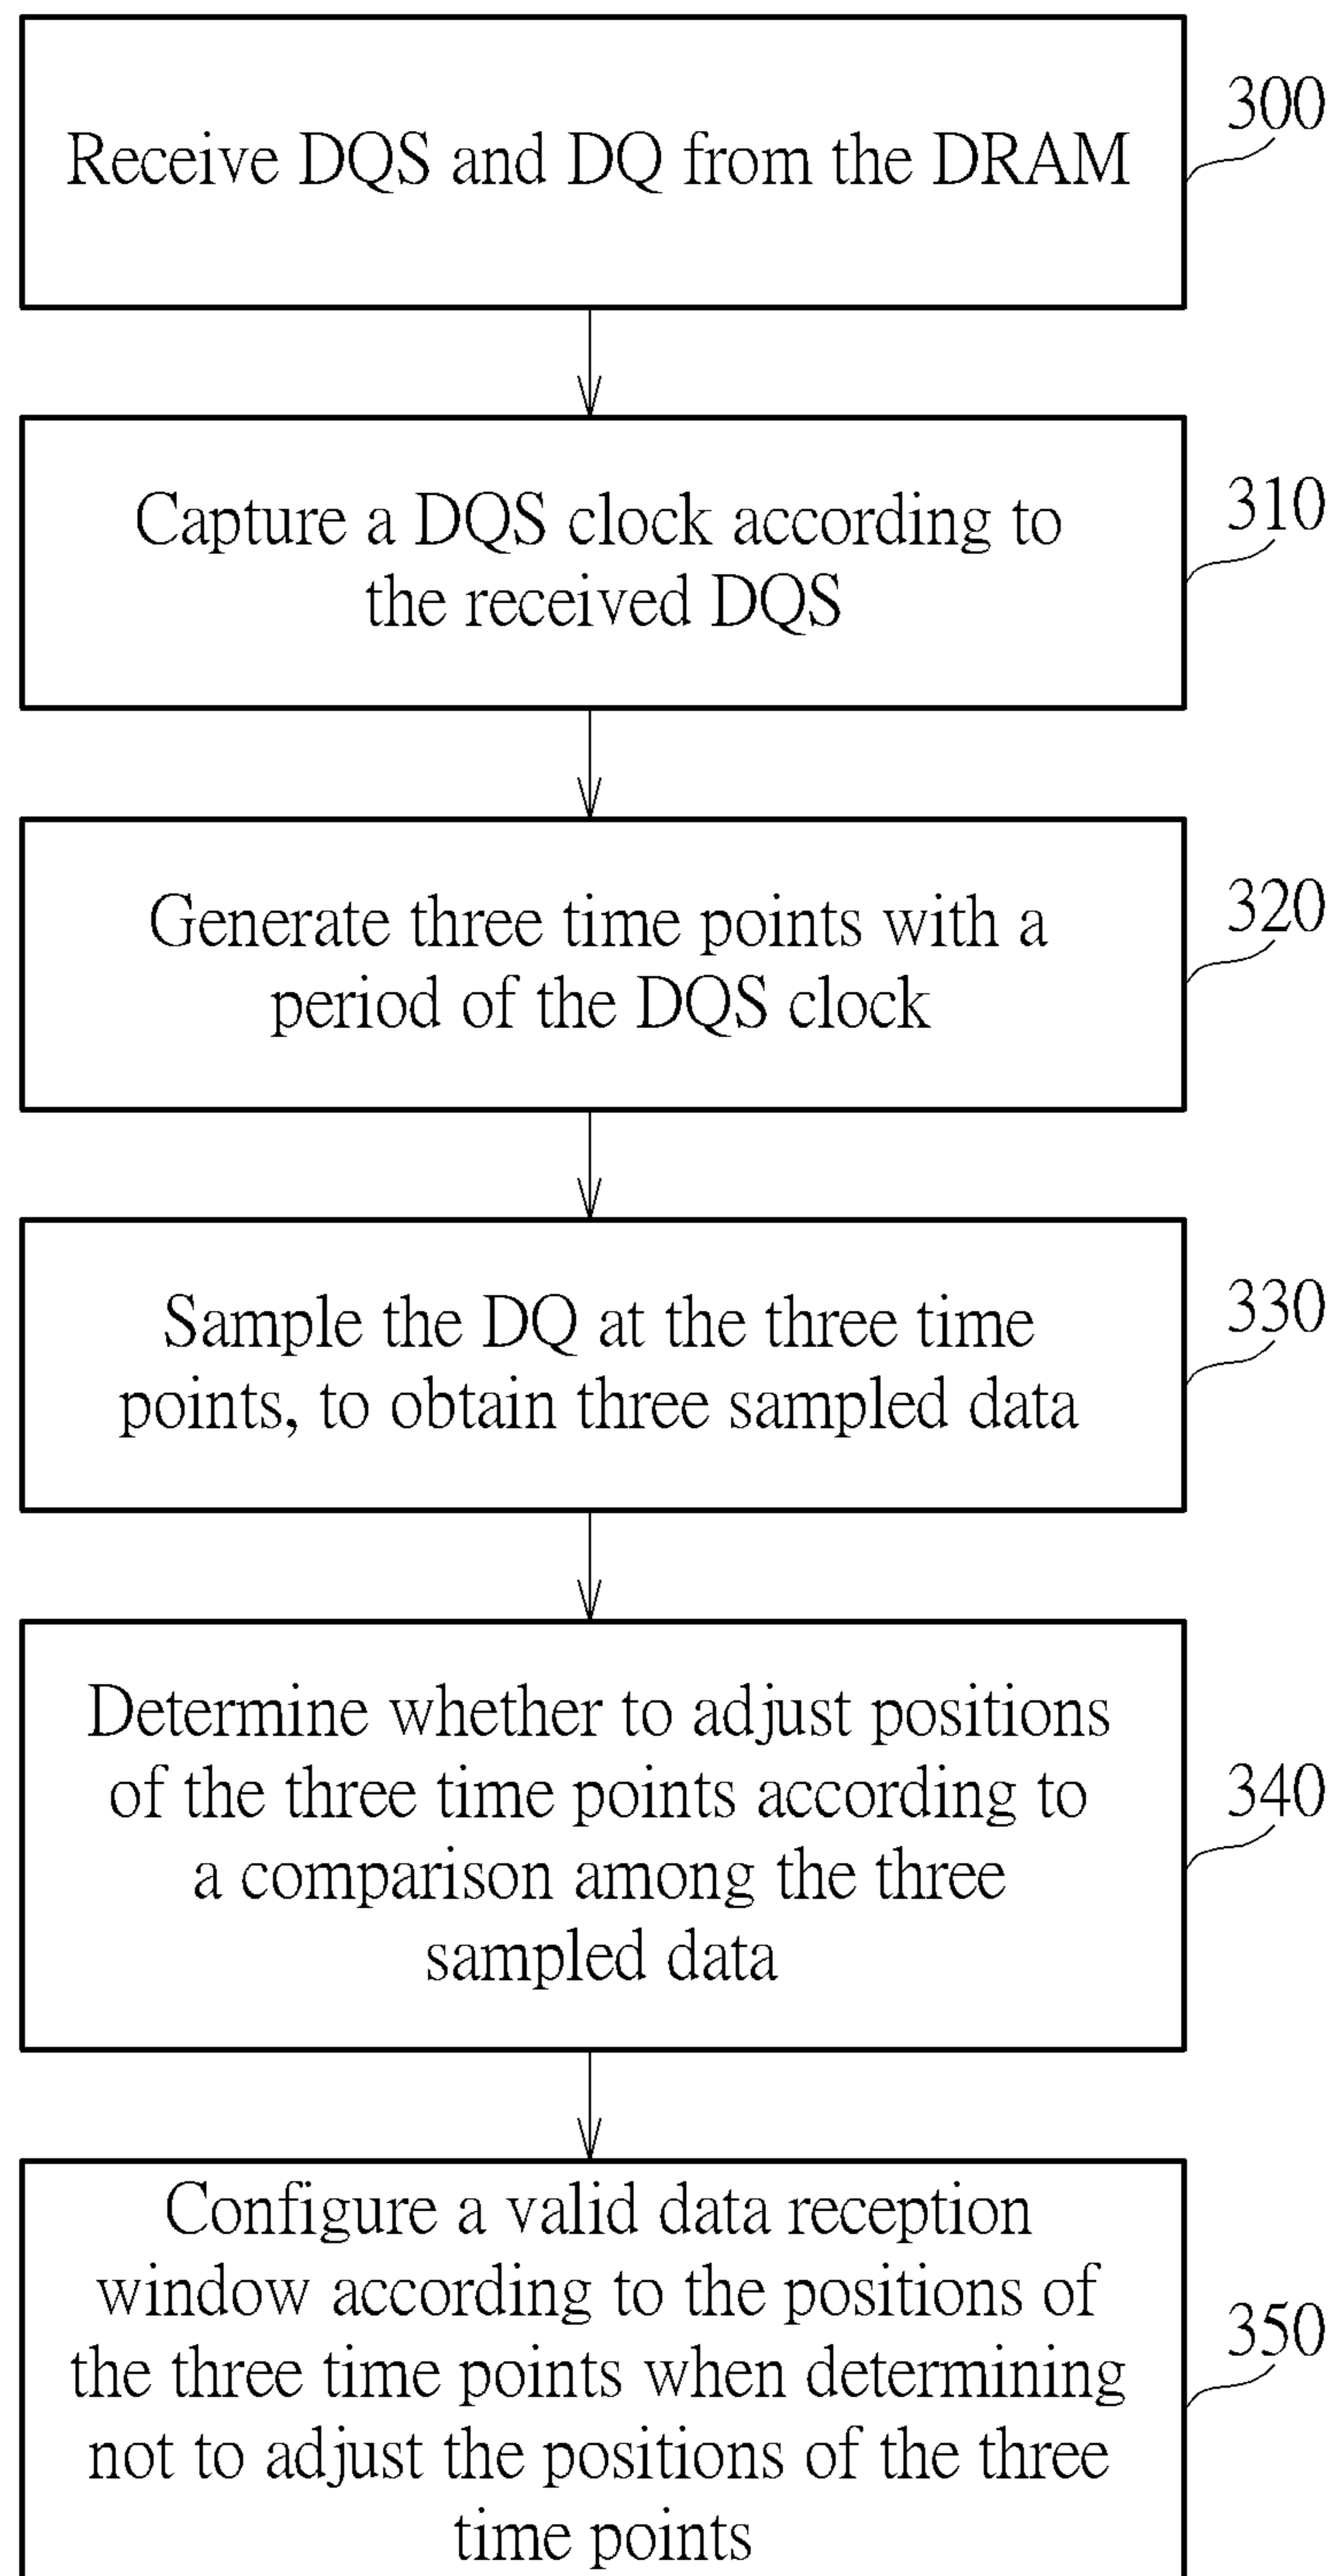 Receive DQS and DQ from the DRAM
300
Capture a DQS clock according to
the received DQS
310
Generate three time points with a
period of the DQS clock
320
Sample the DQ at the three time
points, to obtain three sampled data
330
Determine whether to adjust positions
of the three time points according to
a comparison among the three
sampled data
340
Configure a valid data reception
window according to the positions of
the three time points when determining
not to adjust the positions of the three
time points
350